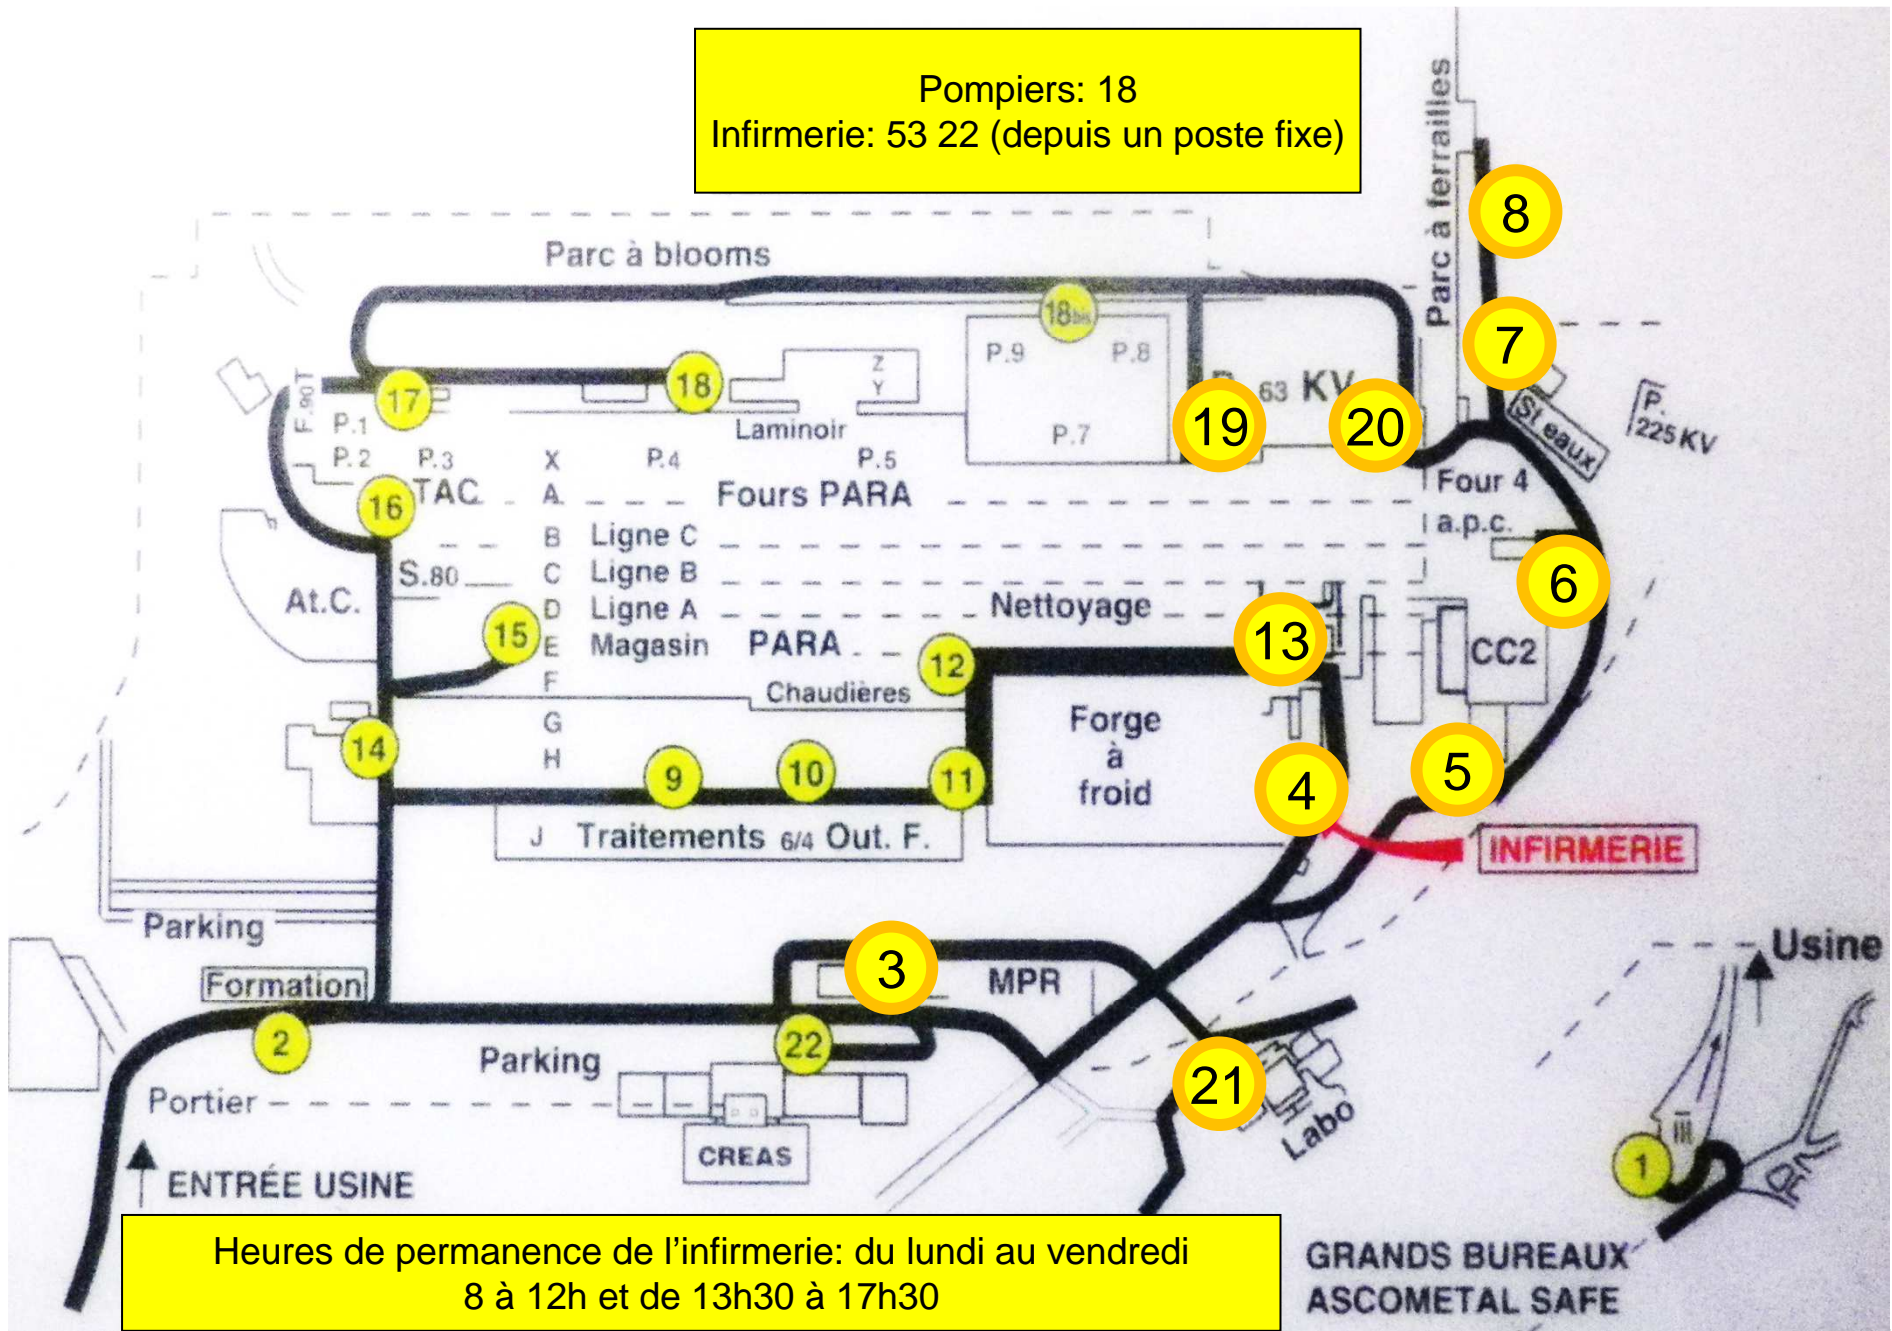 Pompiers: 18
Infirmerie: 53 22 (depuis un poste fixe)
Parc à ferrailles
8
Parc à blooms
18bis
7
P.9
P.8
Z
Y
63 KV
17
18
F.90T
P.1
Laminoir
P.7
19
20
St eaux
P.
225 KV
P.2
P.3
X
P.4
P.5
Four 4
16
TAC
A
Fours PARA
a.p.c.
B
Ligne C
S.80
C
Ligne B
6
At.C.
D
Ligne A
Nettoyage
15
E
Magasin
PARA
12
13
CC2
F
Chaudières
G
Forge
à
froid
14
H
9
10
11
4
5
J
Traitements 6/4 Out. F.
INFIRMERIE
Parking
Usine
3
MPR
Formation
2
22
Parking
21
Portier
Labo
CREAS
1
ENTRÉE USINE
Heures de permanence de l'infirmerie: du lundi au vendredi
8 à 12h et de 13h30 à 17h30
GRANDS BUREAUX
ASCOMETAL SAFE